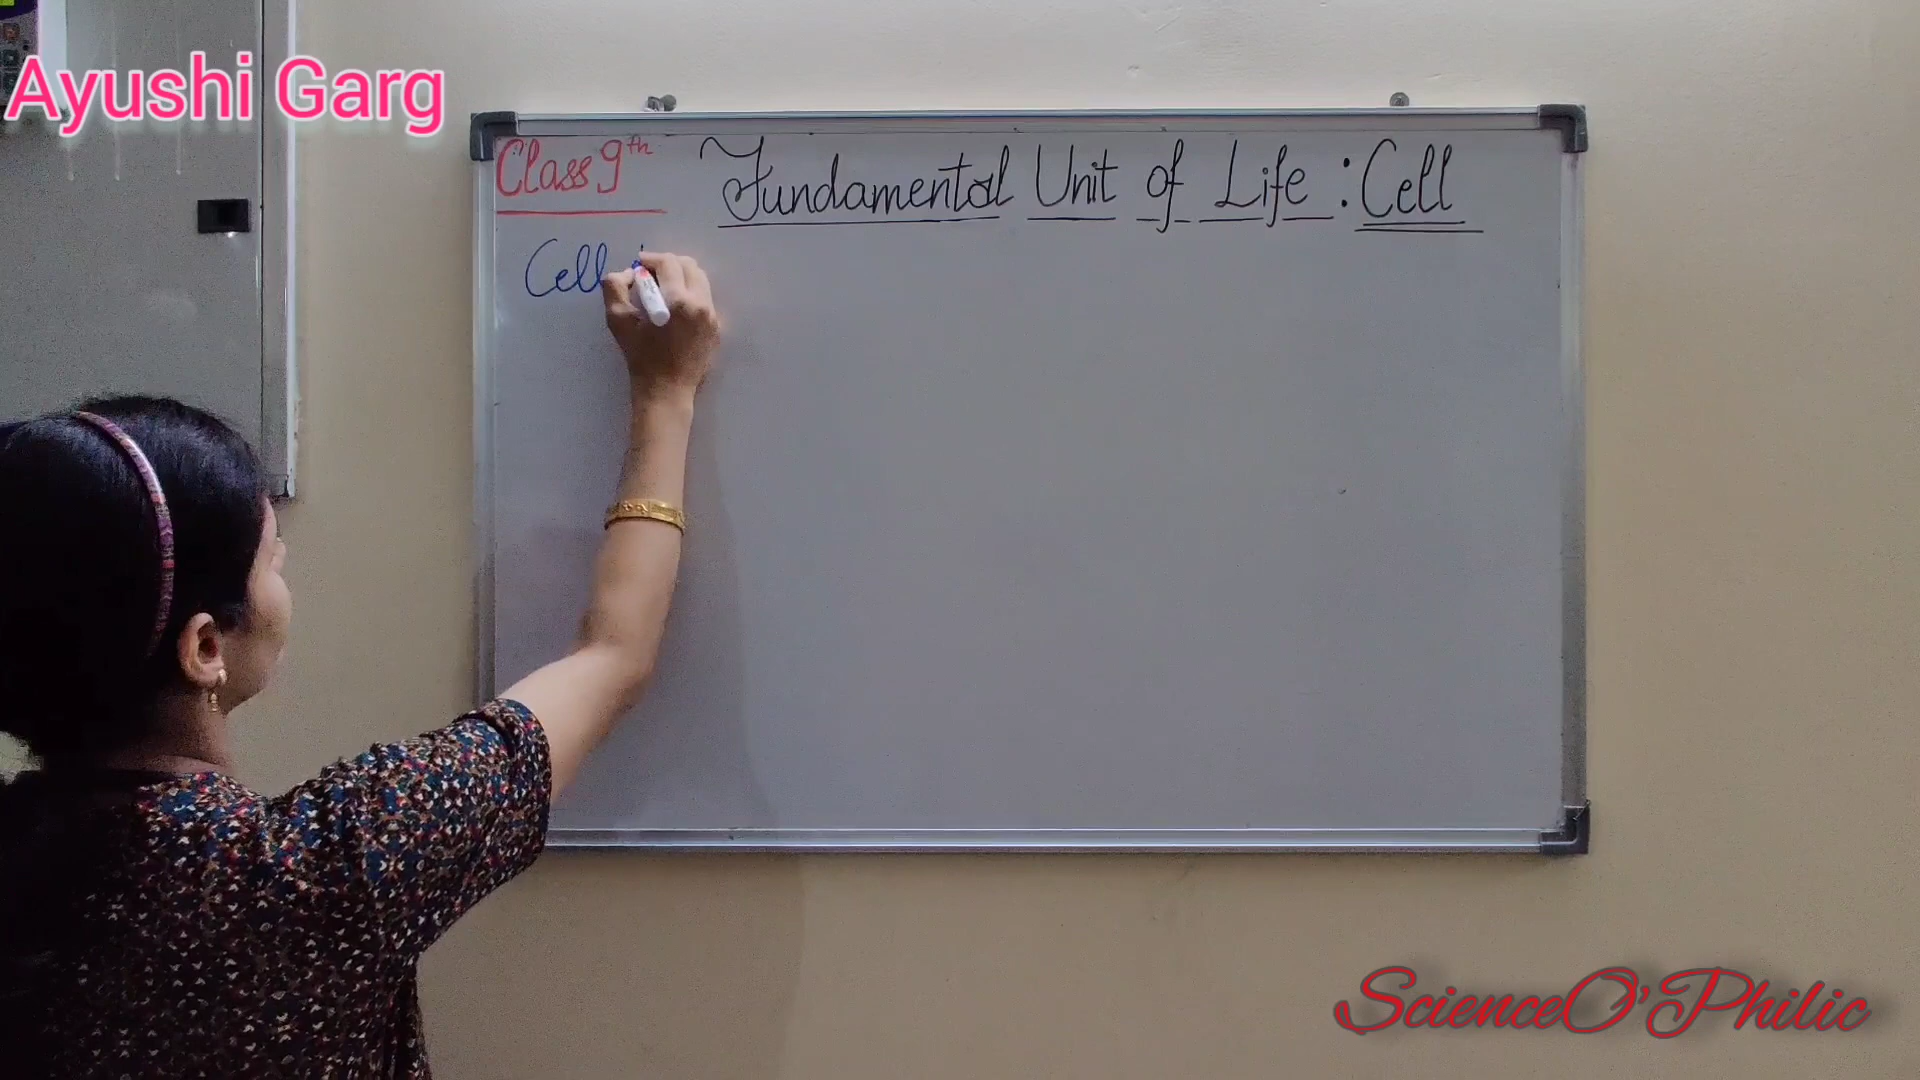 Ayushi Garg
Class 9th
Fundamental Unit of Life : Cell
Cell
ScienceO'Philic